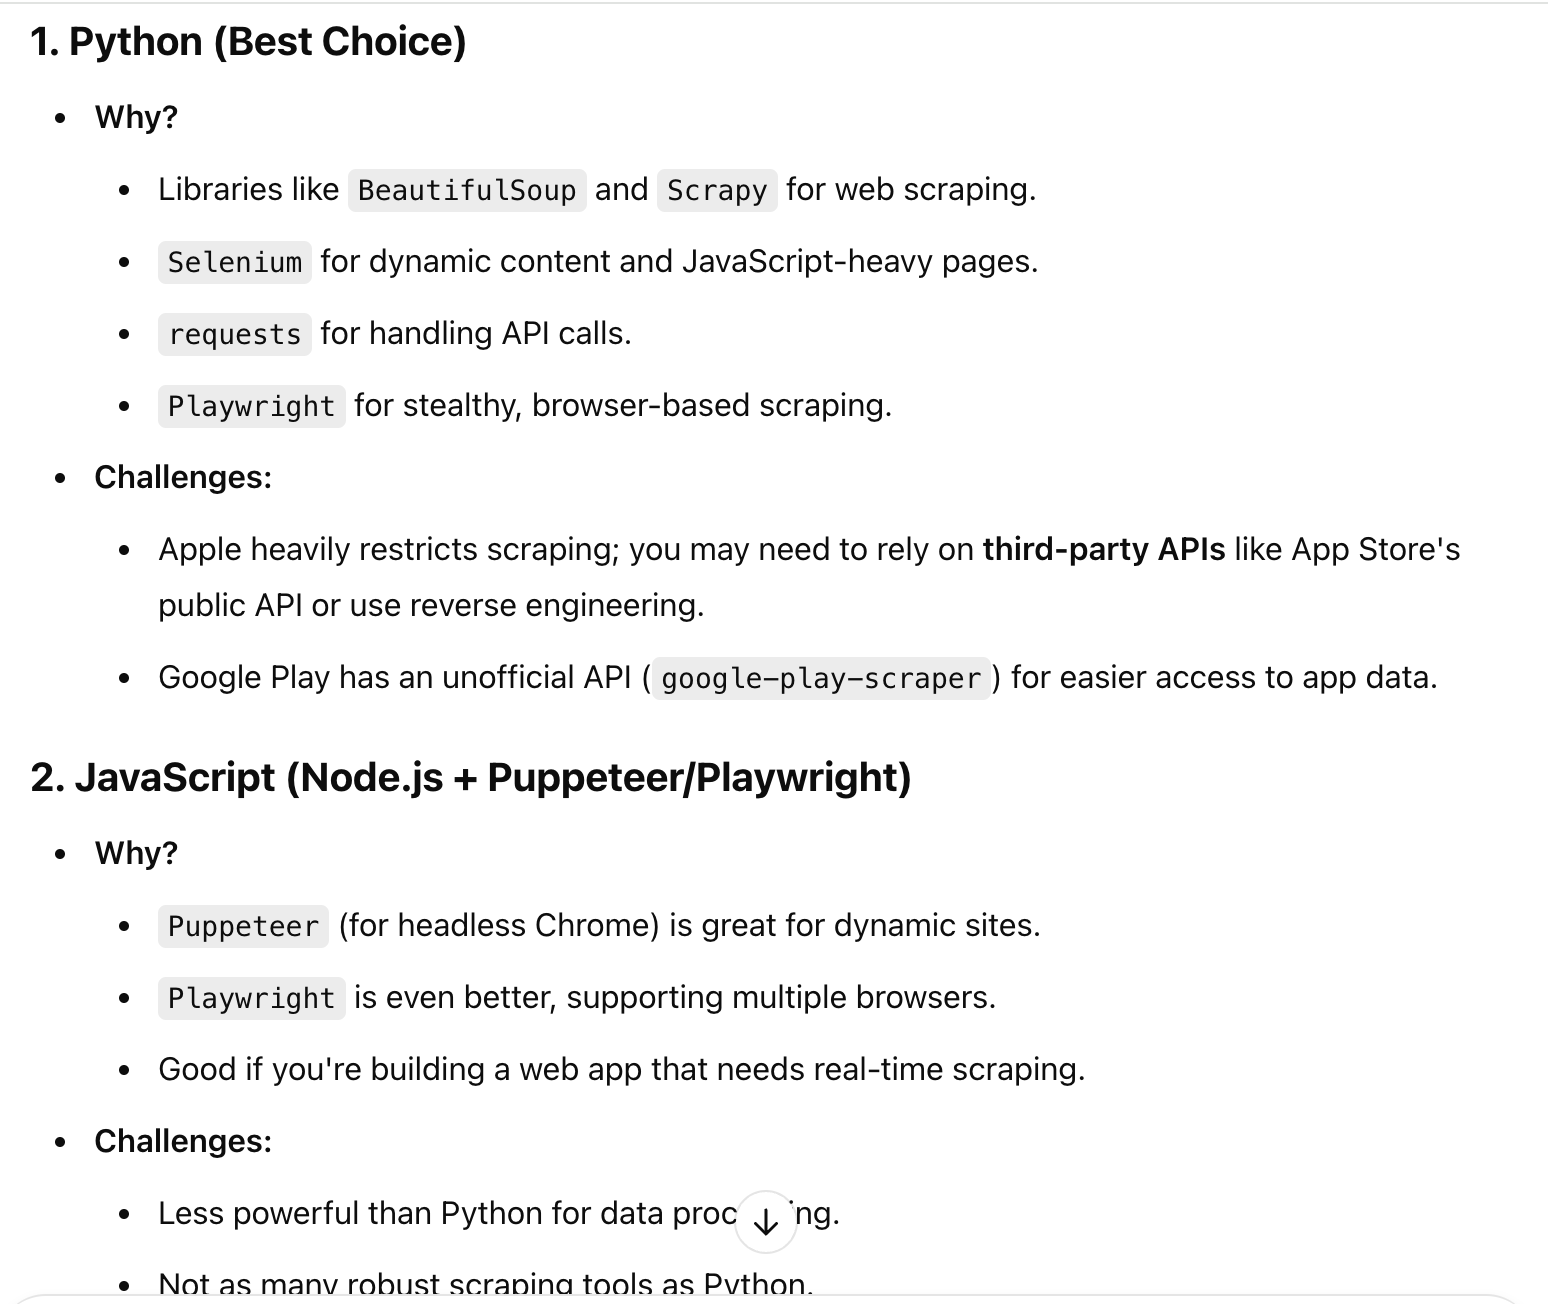 1. Python (Best Choice)
• Why?
• Libraries like BeautifulSoup and Scrapy for web scraping.
• Selenium for dynamic content and JavaScript-heavy pages.
• requests for handling API calls.
• Playwright for stealthy, browser-based scraping.
• Challenges:
• Apple heavily restricts scraping; you may need to rely on third-party APIs like App Store's
public API or use reverse engineering.
• Google Play has an unofficial API (google-play-scraper) for easier access to app data.
2. JavaScript (Node.js + Puppeteer/Playwright)
• Why?
• Puppeteer (for headless Chrome) is great for dynamic sites.
• Playwright is even better, supporting multiple browsers.
• Good if you're building a web app that needs real-time scraping.
• Challenges:
• Less powerful than Python for data proc ng.
• Not as many robust scraping tools as Python.